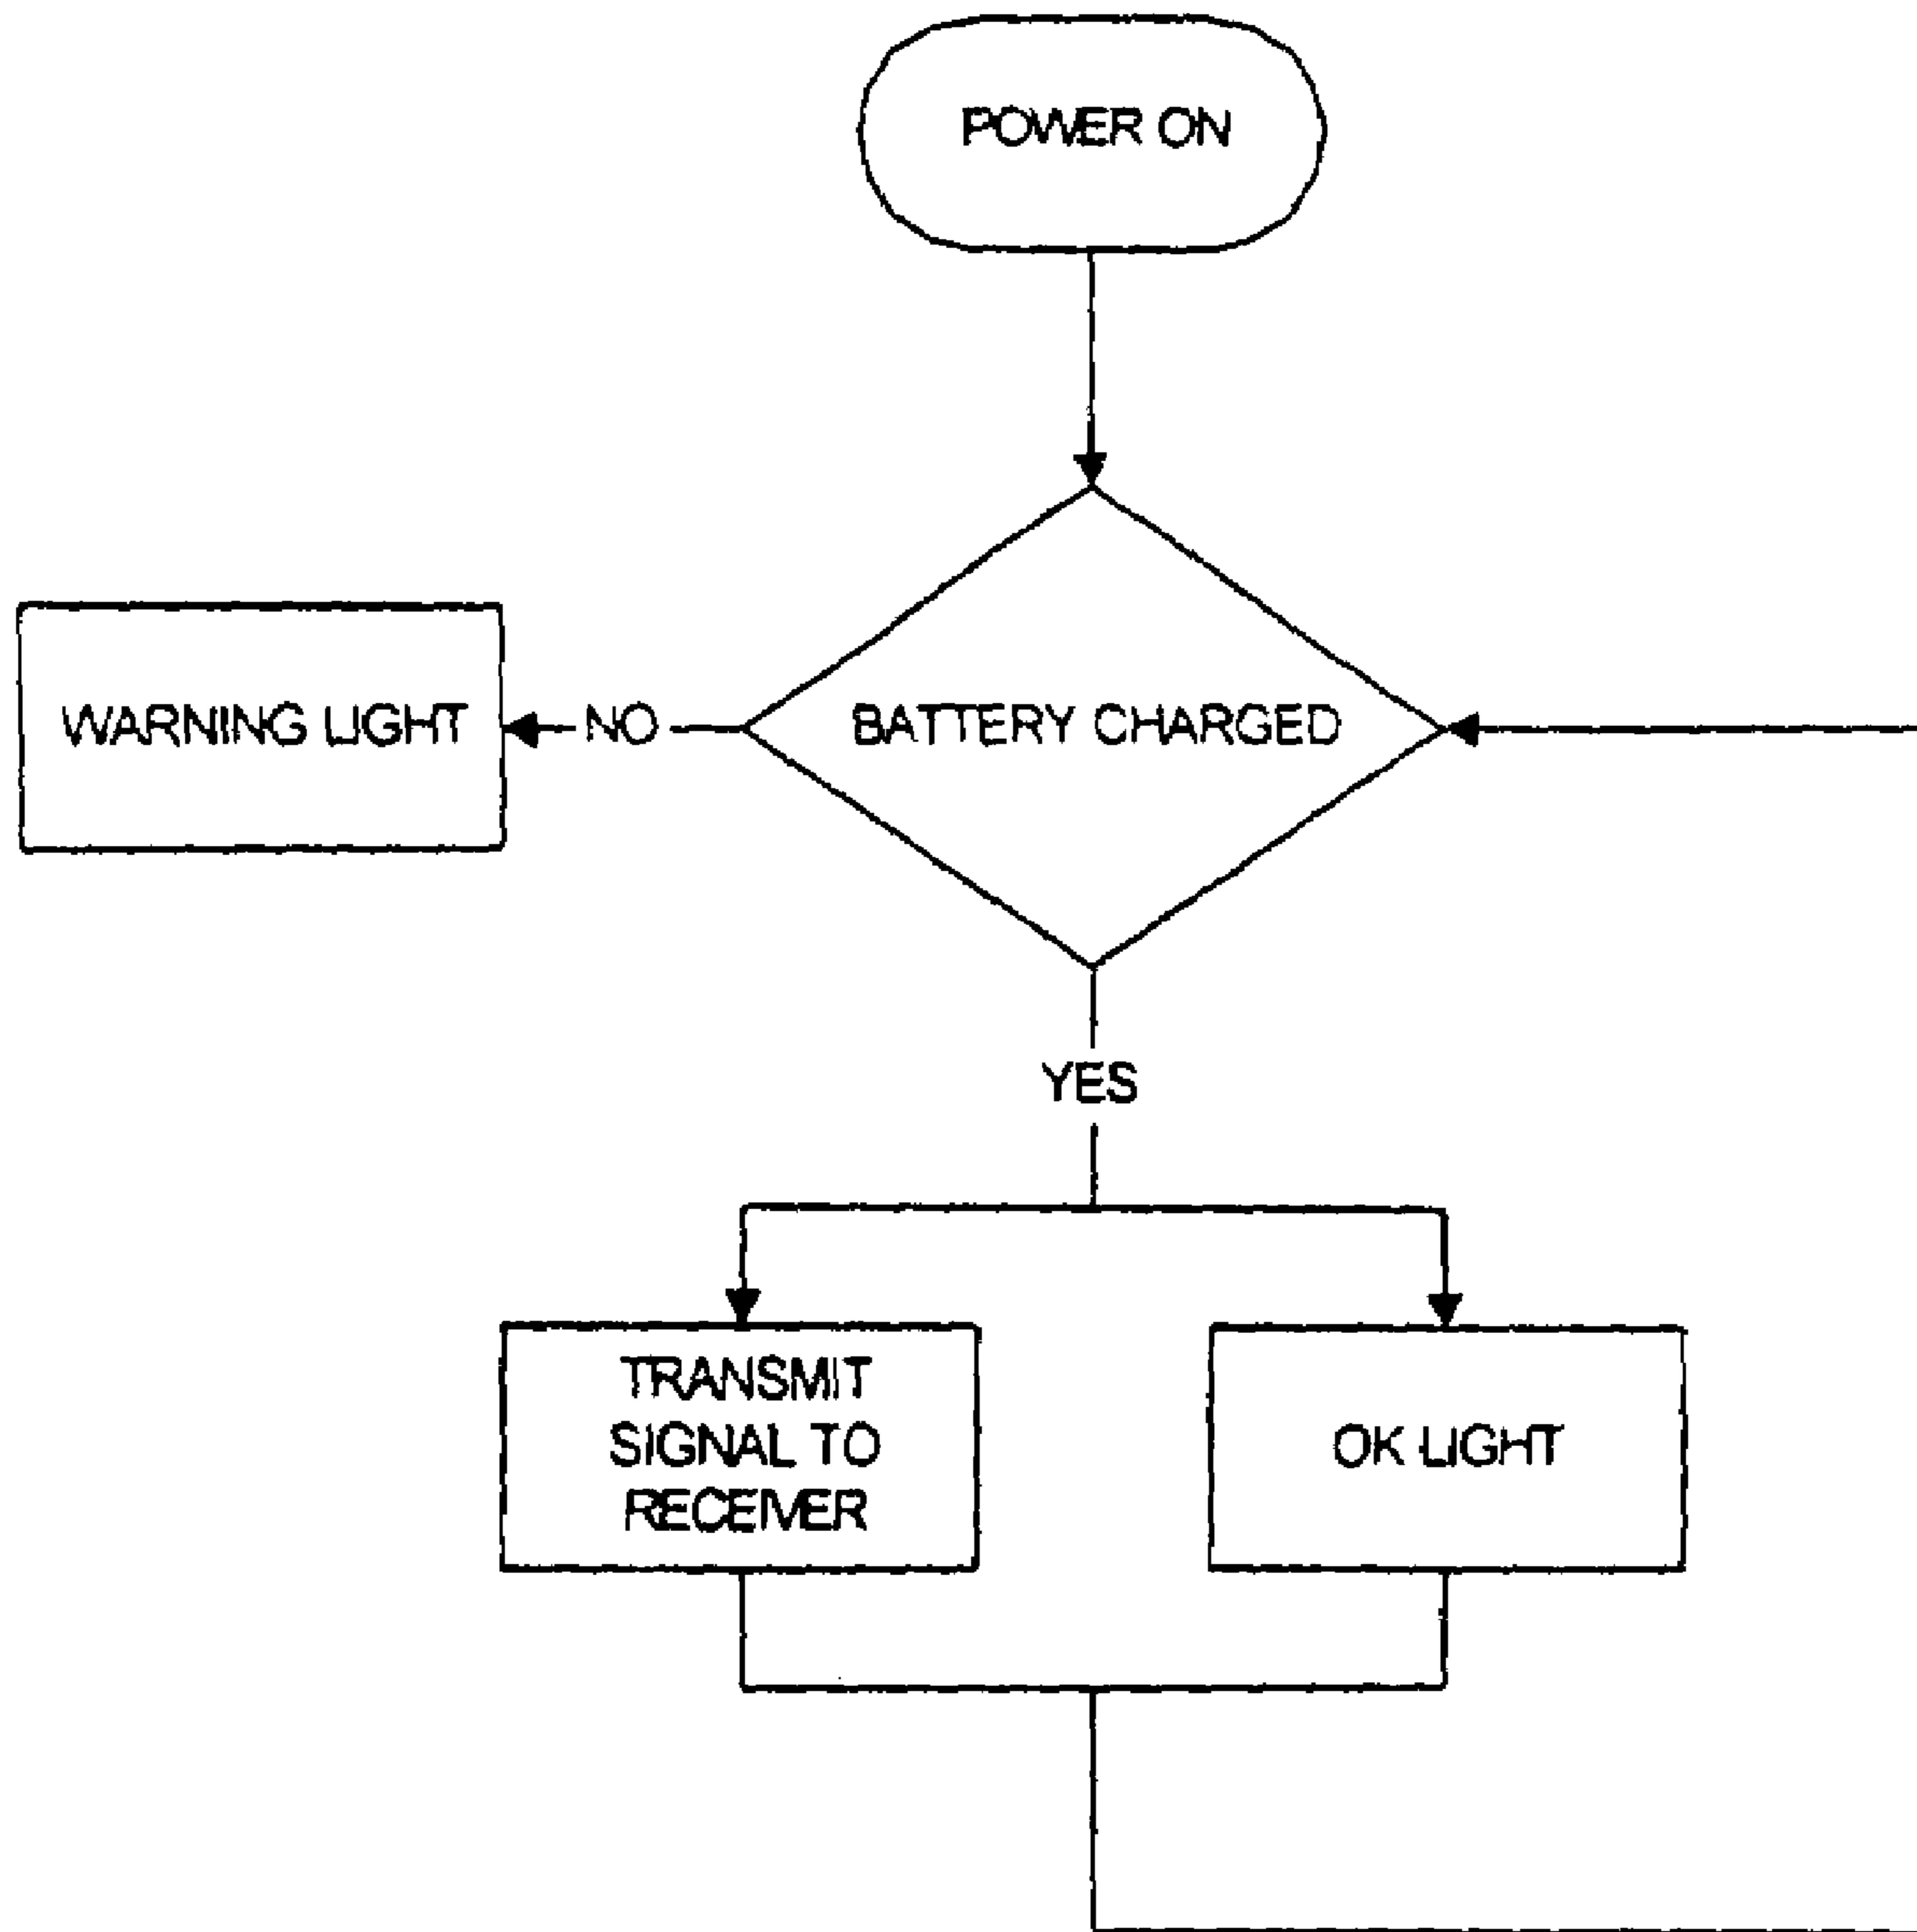 POWER ON
WARNING LIGHT
NO
BATTERY CHARGED
YES
TRANSMIT
SIGNAL TO
RECEIVER
OK LIGHT